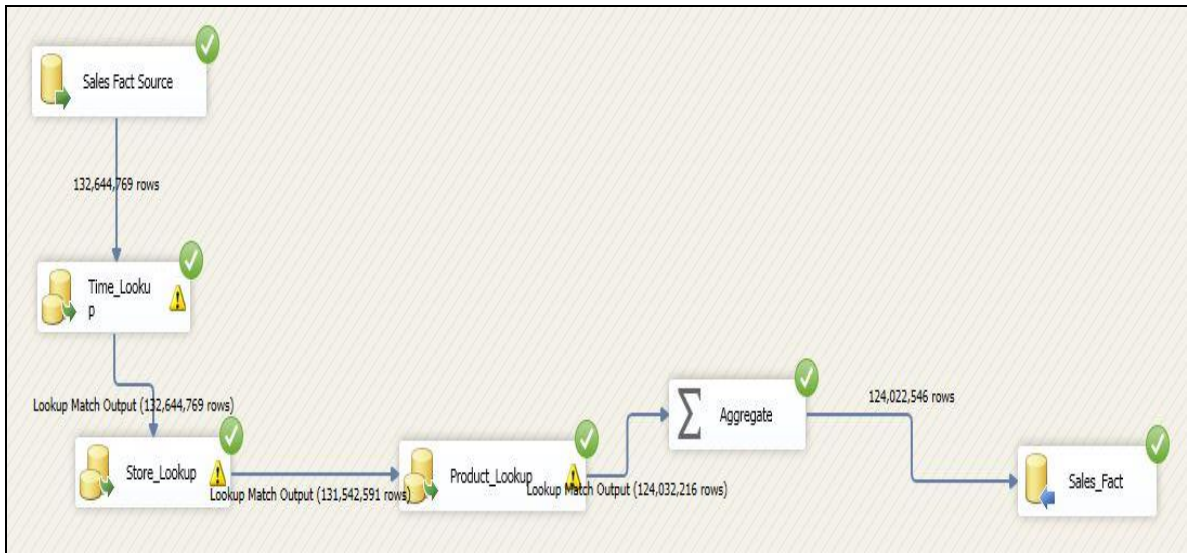 Sales Fact Source
132,644,769 rows
Time_Looku
p
Lookup Match Output (132,644,769 rows)
Store_Lookup
Lookup Match Output (131,542,591 rows)
Product_Lookup
Lookup Match Output (124,032,216 rows)
Aggregate
124,022,546 rows
Sales_Fact